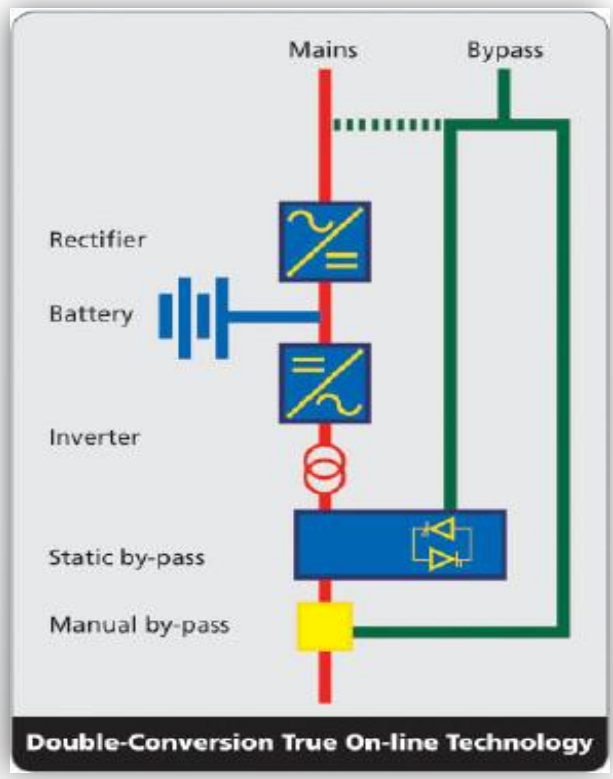 Mains
Bypass
Rectifier
Battery
Inverter
Static by-pass
Manual by-pass
Double-Conversion True On-line Technology